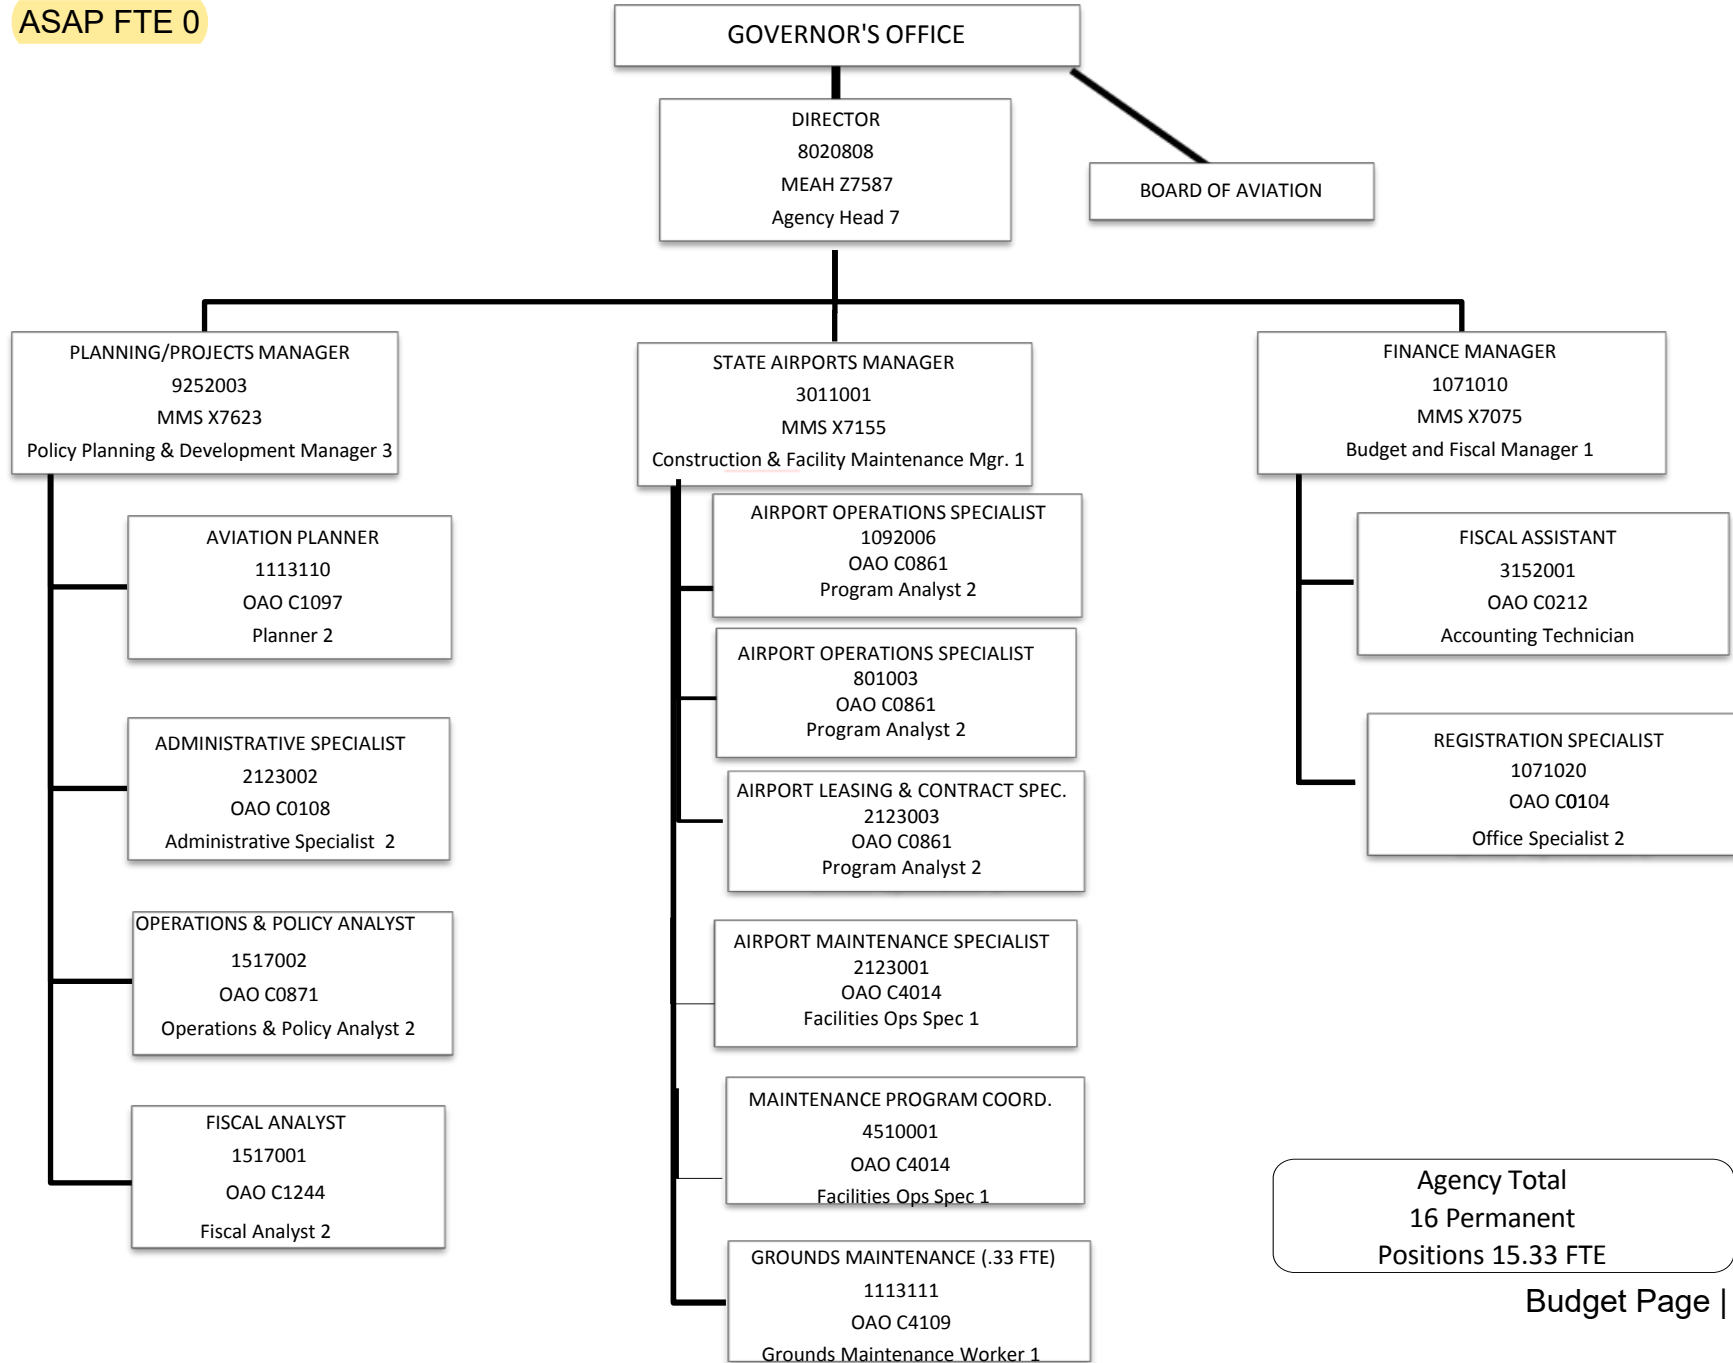 ASAP FTE 0
GOVERNOR'S OFFICE
DIRECTOR
8020808
MEAH Z7587
Agency Head 7
BOARD OF AVIATION
PLANNING/PROJECTS MANAGER
9252003
MMS X7623
Policy Planning & Development Manager 3
AVIATION PLANNER
1113110
OAO C1097
Planner 2
ADMINISTRATIVE SPECIALIST
2123002
OAO C0108
Administrative Specialist 2
OPERATIONS & POLICY ANALYST
1517002
OAO C0871
Operations & Policy Analyst 2
FISCAL ANALYST
1517001
OAO C1244
Fiscal Analyst 2
STATE AIRPORTS MANAGER
3011001
MMS X7155
Construction & Facility Maintenance Mgr. 1
AIRPORT OPERATIONS SPECIALIST
1092006
OAO C0861
Program Analyst 2
AIRPORT OPERATIONS SPECIALIST
801003
OAO C0861
Program Analyst 2
AIRPORT LEASING & CONTRACT SPEC.
2123003
OAO C0861
Program Analyst 2
AIRPORT MAINTENANCE SPECIALIST
2123001
OAO C4014
Facilities Ops Spec 1
MAINTENANCE PROGRAM COORD.
4510001
OAO C4014
Facilities Ops Spec 1
GROUNDS MAINTENANCE (.33 FTE)
1113111
OAO C4109
Grounds Maintenance Worker 1
FINANCE MANAGER
1071010
MMS X7075
Budget and Fiscal Manager 1
FISCAL ASSISTANT
3152001
OAO C0212
Accounting Technician
REGISTRATION SPECIALIST
1071020
OAO C0104
Office Specialist 2
Agency Total
16 Permanent
Positions 15.33 FTE
Budget Page |